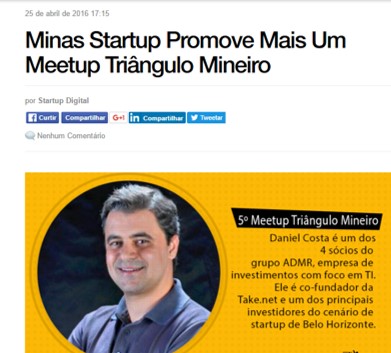 25 de abril de 2016 17:15
Minas Startup Promove Mais Um
Meetup Triângulo Mineiro
por Startup Digital
Curtir Compartilhar G+1 Compartilhar Tweetar
Nenhum Comentário
5º Meetup Triângulo Mineiro
Daniel Costa é um dos
4 sócios do
grupo ADMR, empresa de
investimentos com foco em TI.
Ele é co-fundador da
Take.net e um dos principais
investidores do cenário de
startup de Belo Horizonte.